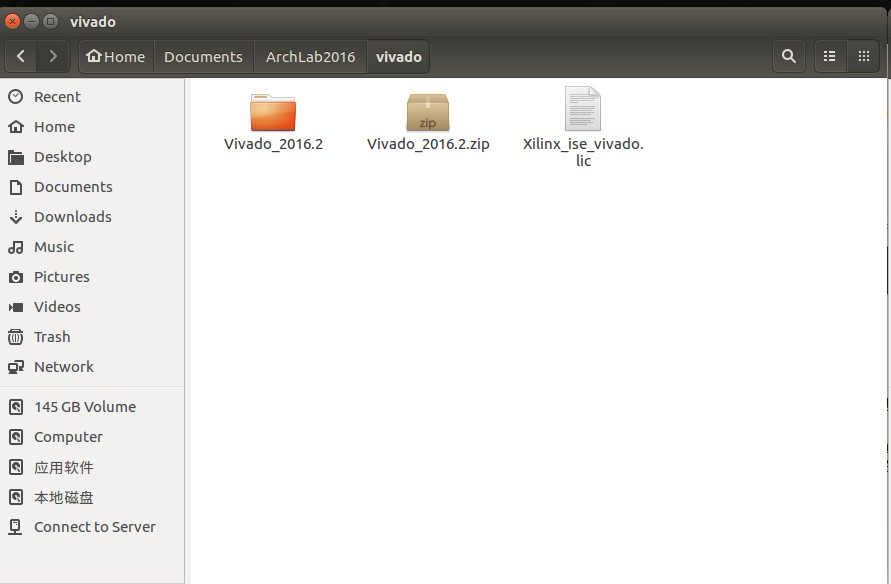 vivado
Home Documents ArchLab2016 vivado
Recent
Home
Desktop
Documents
Downloads
Music
Pictures
Videos
Trash
Network
145 GB Volume
Computer
应用软件
本地磁盘
Connect to Server
Vivado_2016.2
zip
Vivado_2016.2.zip
Xilinx_ise_vivado.
lic